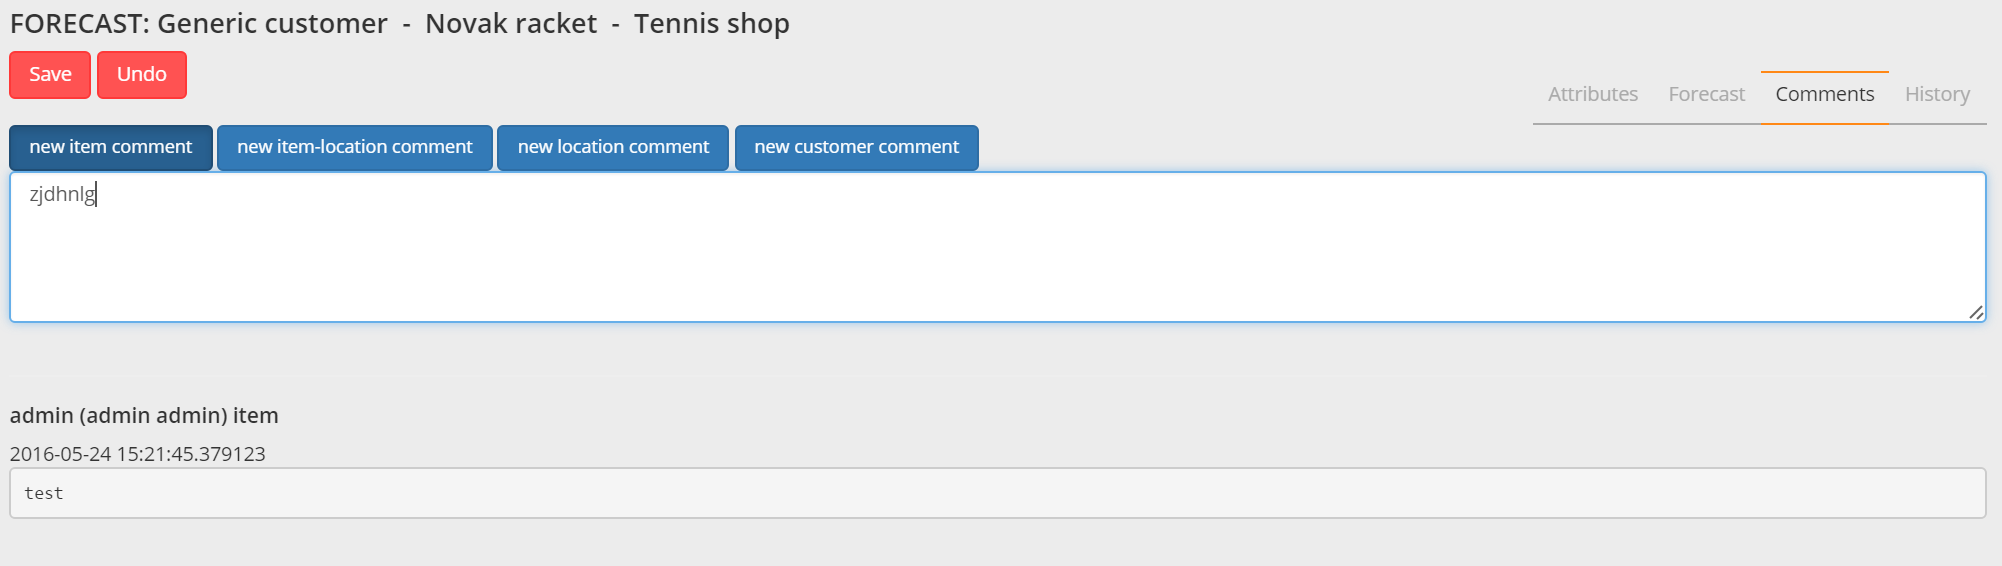 FORECAST: Generic customer - Novak racket - Tennis shop
Save Undo
Attributes Forecast Comments History
new item comment new item-location comment new location comment new customer comment
zjdhnlg
admin (admin admin) item
2016-05-24 15:21:45.379123
test